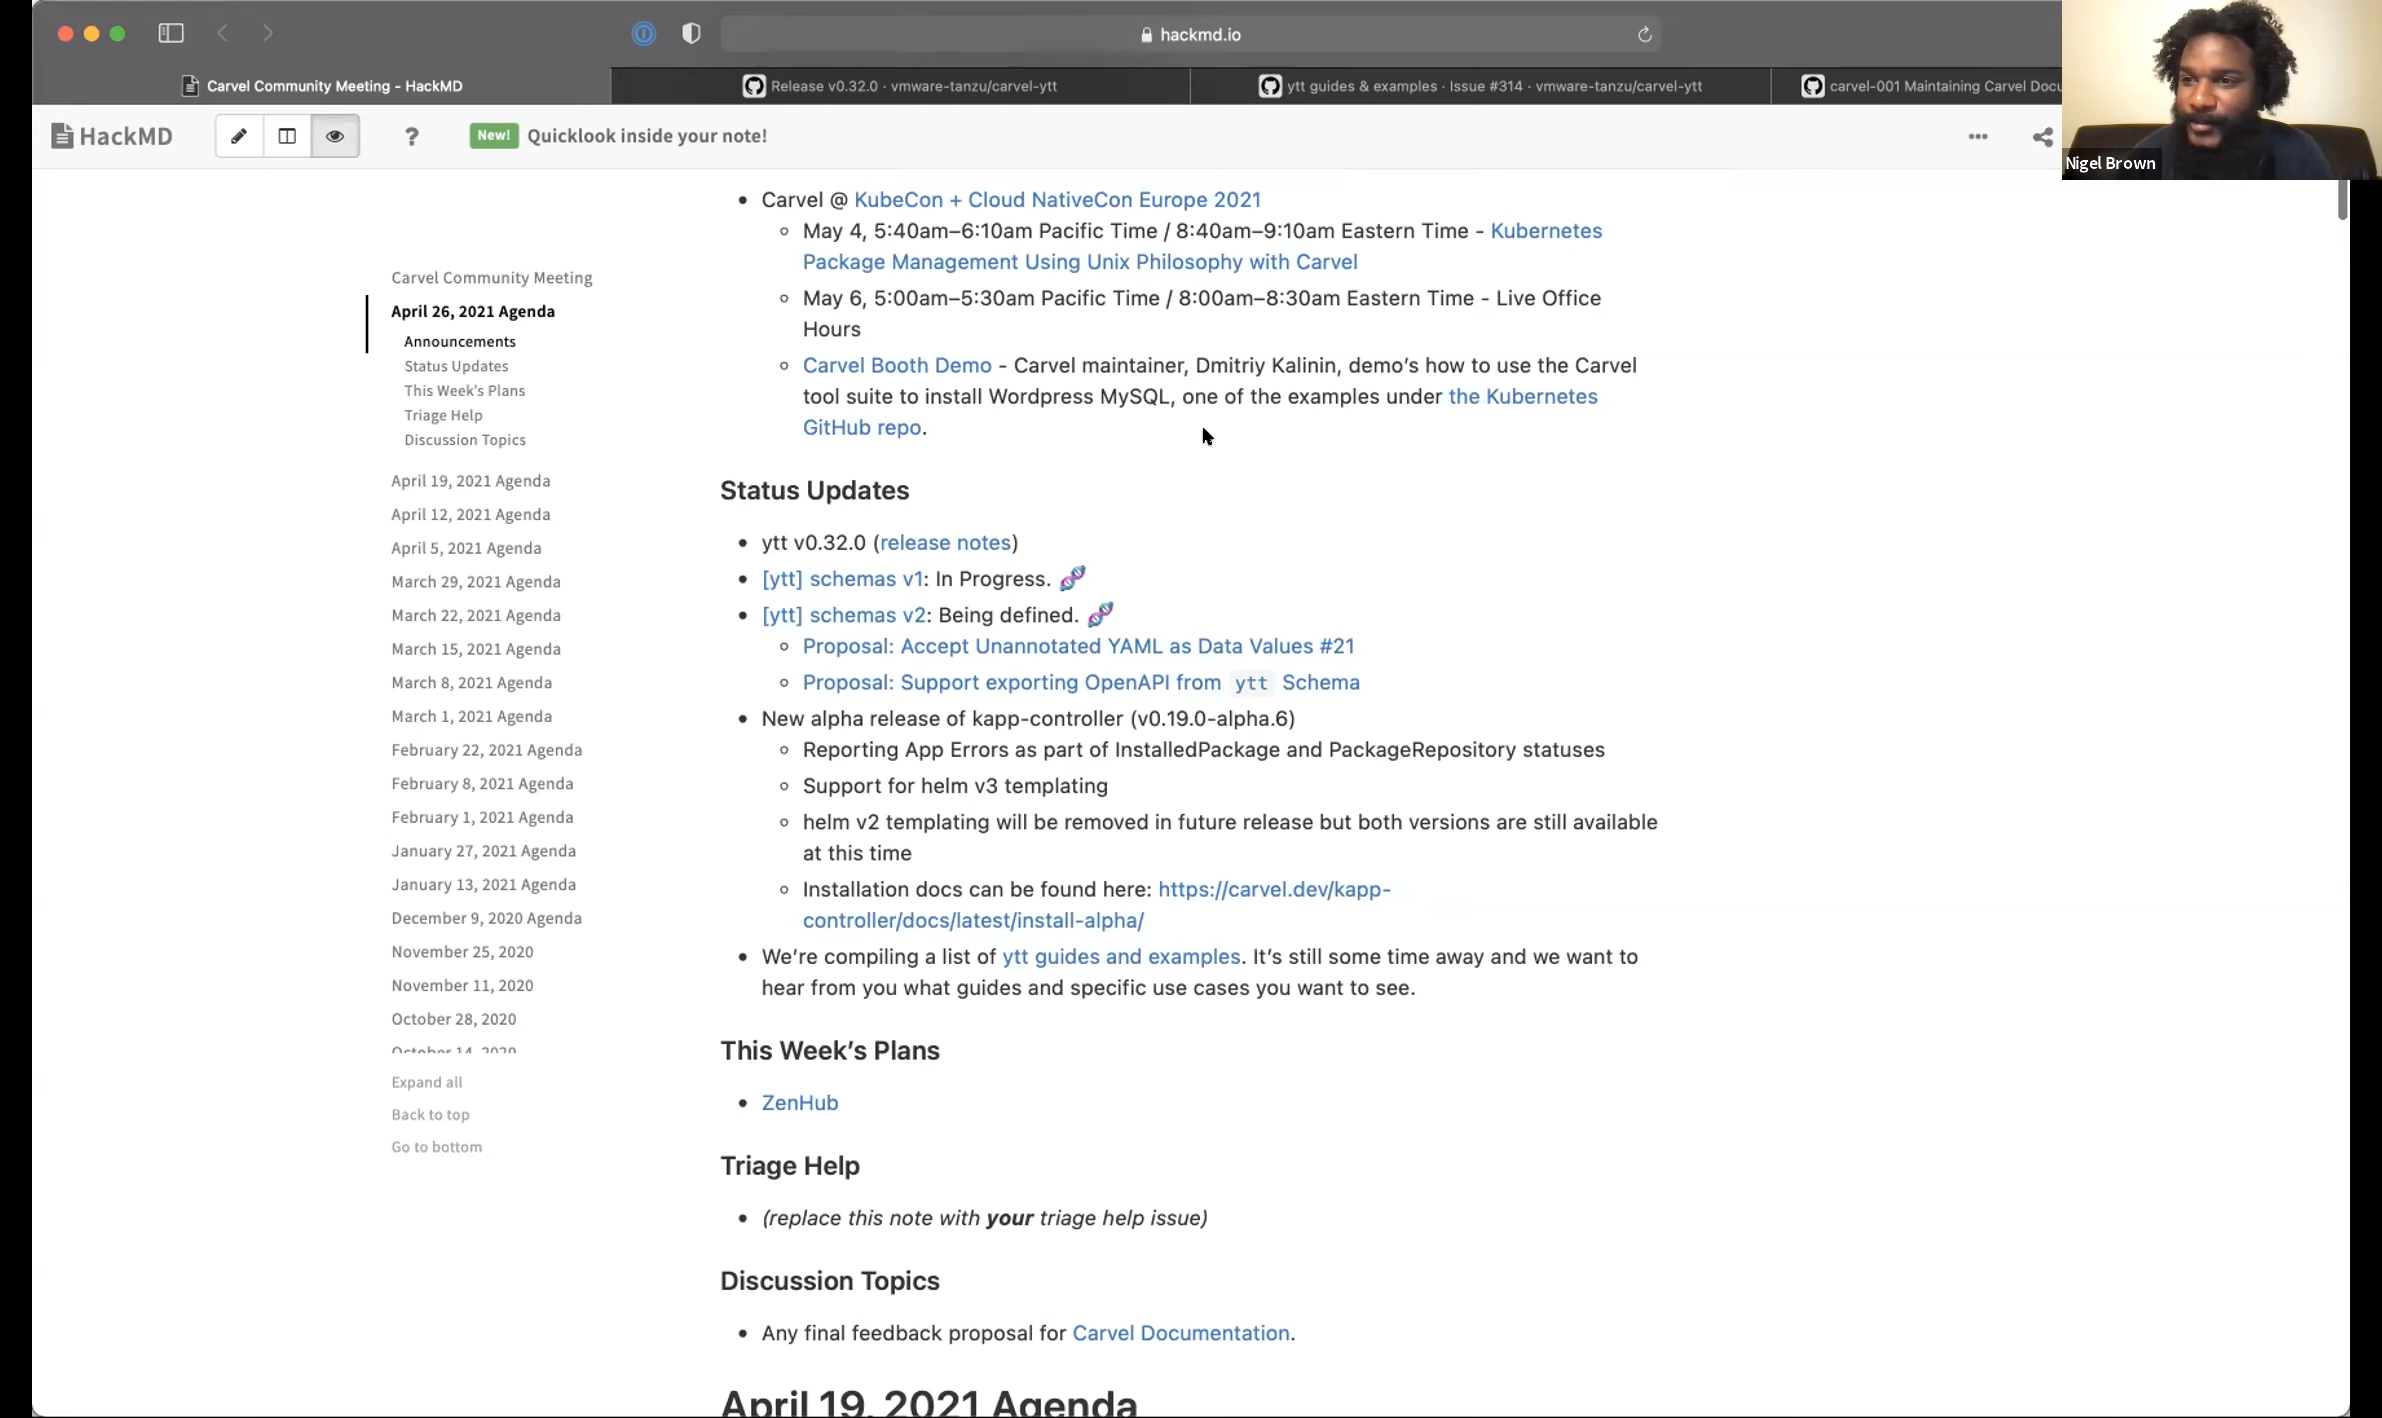 hackmd.io
Carvel Community Meeting - HackMD
Release v0.32.0 · vmware-tanzu/carvel-ytt
ytt guides & examples · Issue #314 · vmware-tanzu/carvel-ytt
carvel-001 Maintaining Carvel Docu
HackMD
?
New! Quicklook inside your note!
Nigel Brown
Carvel Community Meeting
April 26, 2021 Agenda
Announcements
Status Updates
This Week's Plans
Triage Help
Discussion Topics
April 19, 2021 Agenda
April 12, 2021 Agenda
April 5, 2021 Agenda
March 29, 2021 Agenda
March 22, 2021 Agenda
March 15, 2021 Agenda
March 8, 2021 Agenda
March 1, 2021 Agenda
February 22, 2021 Agenda
February 8, 2021 Agenda
February 1, 2021 Agenda
January 27, 2021 Agenda
January 13, 2021 Agenda
December 9, 2020 Agenda
November 25, 2020
November 11, 2020
October 28, 2020
October 14, 2020
Expand all
Back to top
Go to bottom
• Carvel @ KubeCon + Cloud NativeCon Europe 2021
◦ May 4, 5:40am–6:10am Pacific Time / 8:40am–9:10am Eastern Time - Kubernetes
Package Management Using Unix Philosophy with Carvel
◦ May 6, 5:00am–5:30am Pacific Time / 8:00am–8:30am Eastern Time - Live Office
Hours
◦ Carvel Booth Demo - Carvel maintainer, Dmitriy Kalinin, demo's how to use the Carvel
tool suite to install Wordpress MySQL, one of the examples under the Kubernetes
GitHub repo.
Status Updates
• ytt v0.32.0 (release notes)
• [ytt] schemas v1: In Progress. 🧬
• [ytt] schemas v2: Being defined. 🧬
◦ Proposal: Accept Unannotated YAML as Data Values #21
◦ Proposal: Support exporting OpenAPI from ytt Schema
• New alpha release of kapp-controller (v0.19.0-alpha.6)
◦ Reporting App Errors as part of InstalledPackage and PackageRepository statuses
◦ Support for helm v3 templating
◦ helm v2 templating will be removed in future release but both versions are still available
at this time
◦ Installation docs can be found here: https://carvel.dev/kapp-
controller/docs/latest/install-alpha/
• We're compiling a list of ytt guides and examples. It's still some time away and we want to
hear from you what guides and specific use cases you want to see.
This Week's Plans
• ZenHub
Triage Help
• (replace this note with your triage help issue)
Discussion Topics
• Any final feedback proposal for Carvel Documentation.
April 19, 2021 Agenda